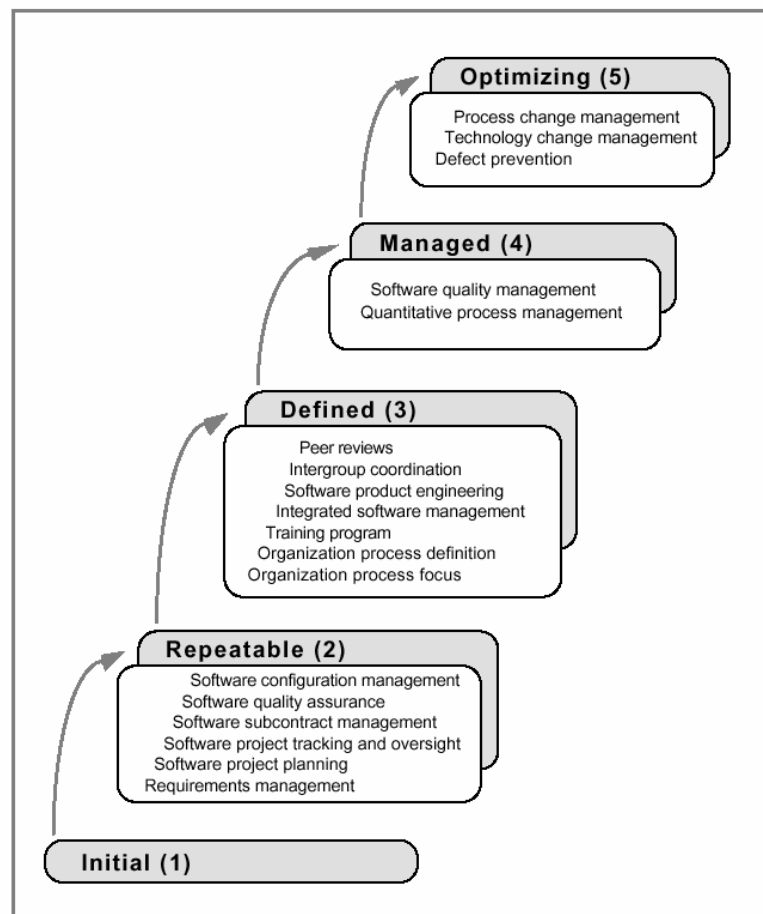 Optimizing (5)
Process change management
Technology change management
Defect prevention
Managed (4)
Software quality management
Quantitative process management
Defined (3)
Peer reviews
Intergroup coordination
Software product engineering
Integrated software management
Training program
Organization process definition
Organization process focus
Repeatable (2)
Software configuration management
Software quality assurance
Software subcontract management
Software project tracking and oversight
Software project planning
Requirements management
Initial (1)